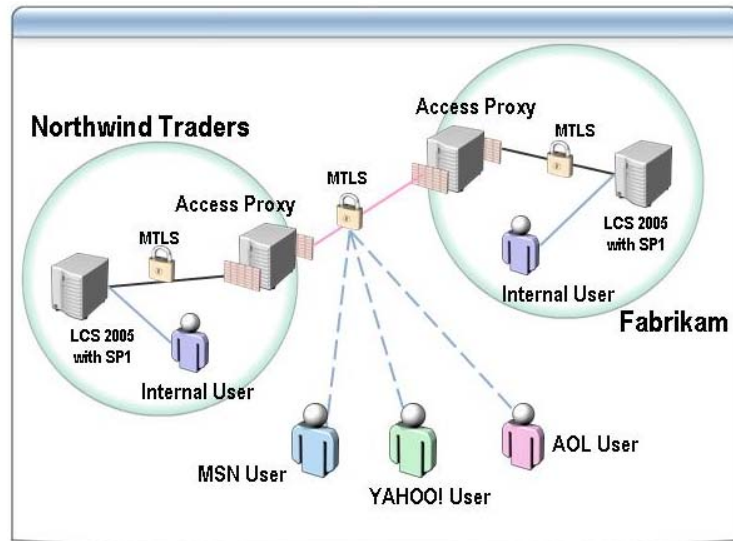 Northwind Traders
Access Proxy
MTLS
LCS 2005
with SP1
Internal User
MTLS
Access Proxy
MTLS
LCS 2005
with SP1
Internal User
Fabrikam
MSN User
YAHOO! User
AOL User